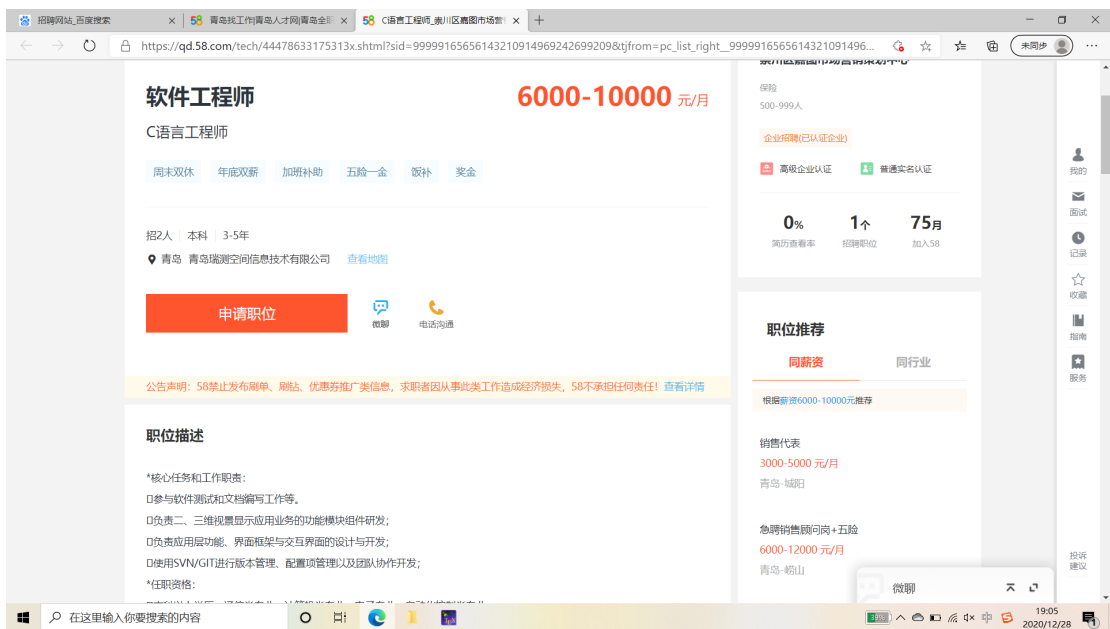 招聘网站_百度搜索
青岛找工作|青岛人才网|青岛全职
C语言工程师_崇川区嘉图市场营
https://qd.58.com/tech/44478633175313x.shtml?sid=999991656561432109149692426992098&tjfrom=pc_list_right__9999916565614321091496...
未同步
软件工程师
6000-10000 元/月
C语言工程师
周末双休 年底双薪 加班补助 五险一金 饭补 奖金
招2人 本科 3-5年
青岛 青岛瑞测空间信息技术有限公司 查看地图
申请职位
微聊
电话沟通
公告声明：58禁止发布刷单、刷钻、优惠券推广类信息，求职者因从事此类工作造成经济损失，58不承担任何责任！查看详情
职位描述
*核心任务和工作职责：
参与软件测试和文档编写工作等。
负责二、三维视景显示应用业务的功能模块组件研发；
负责应用层功能、界面框架与交互界面的设计与开发；
使用SVN/GIT进行版本管理、配置项管理以及团队协作开发；
*任职资格：
崇川区嘉图市场营销策划中心
保险
500-999人
企业招聘(已认证企业)
高级企业认证 普通实名认证
0% 1个 75月
简历查看率 招聘职位 加入58
职位推荐
同薪资 同行业
根据薪资6000-10000元推荐
销售代表
3000-5000 元/月
青岛-城阳
急聘销售顾问岗+五险
6000-12000 元/月
青岛-崂山
微聊
我的
面试
记录
收藏
指南
服务
投诉
建议
在这里输入你要搜索的内容
39%
中
19:05
2020/12/28